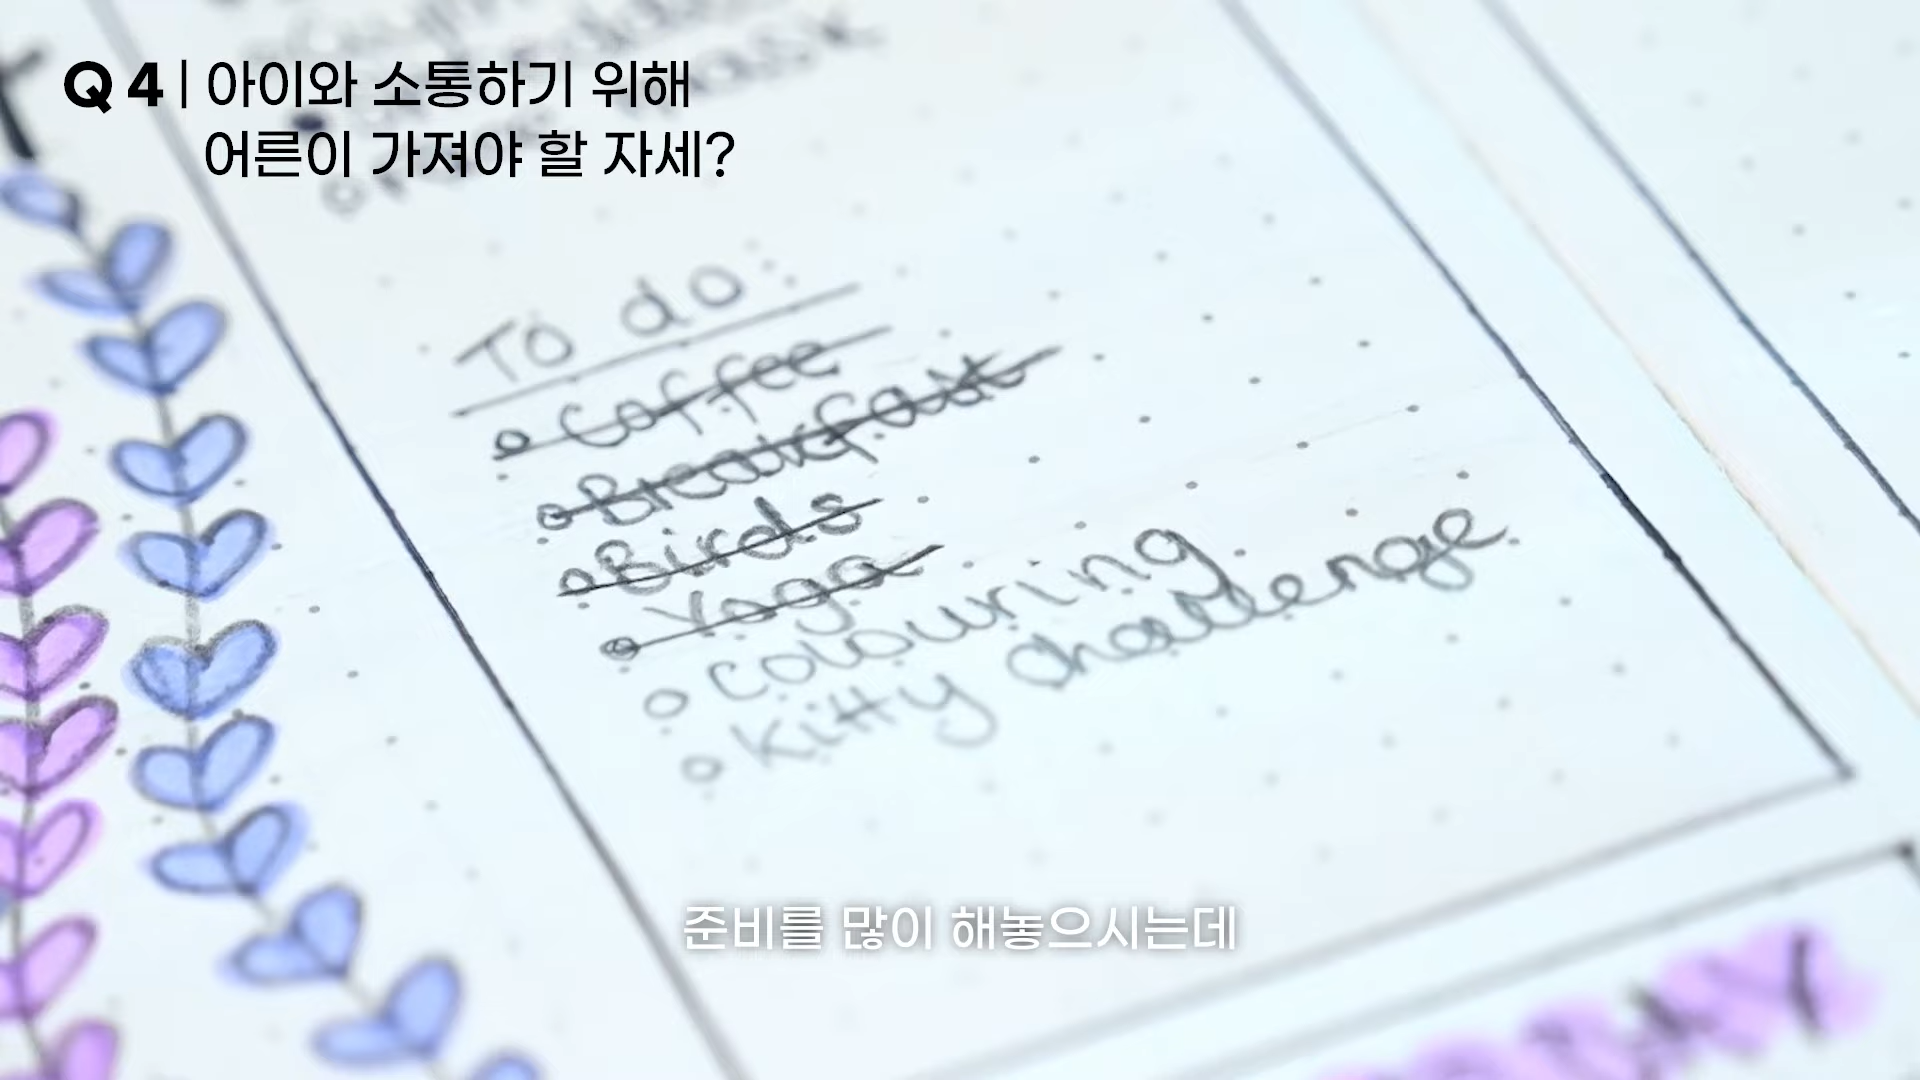 Q 4 | 아이와 소통하기 위해
어른이 가져야 할 자세?
To do:
Coffee
Breakfast
Birds
Yoga
Colouring
Kitty challenge
준비를 많이 해놓으시는데